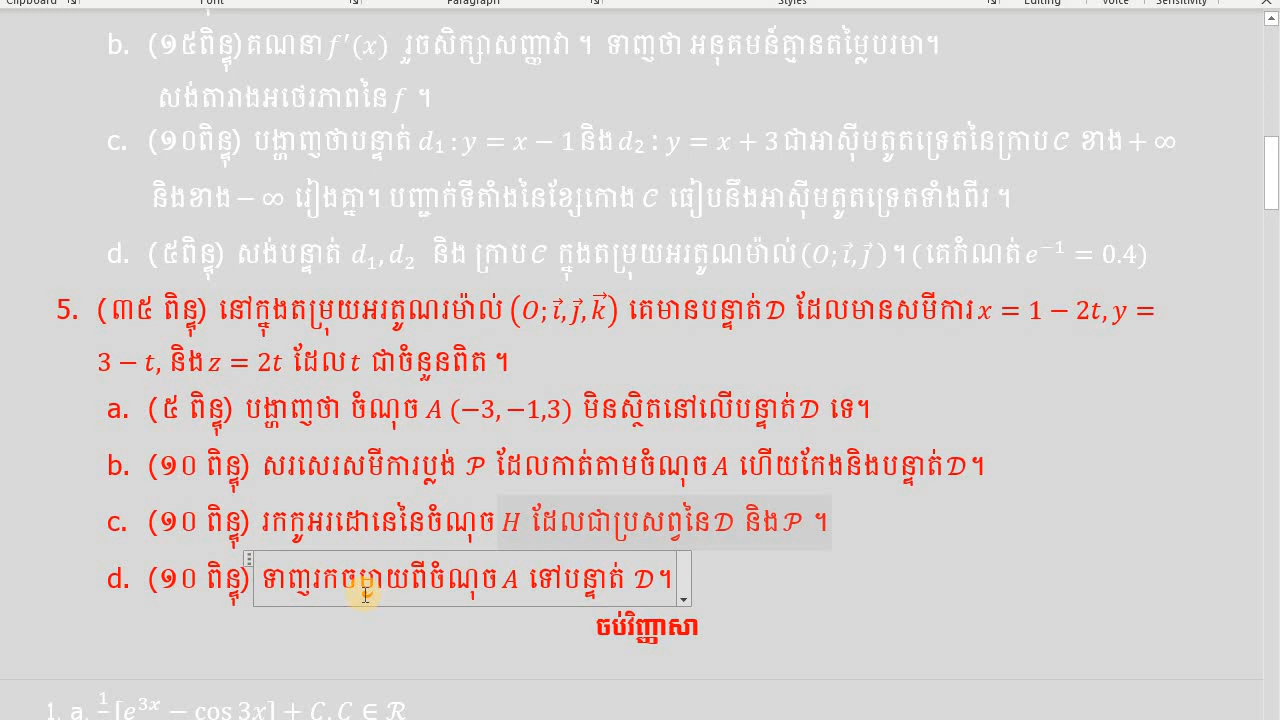 Clipboard Font Paragraph Styles Editing Voice Sensitivity
b. (១៥ពិន្ទុ)គណនា f′(x) រួចសិក្សាសញ្ញាវា ។ ទាញថា អនុគមន៍គ្មានតម្លៃបរមា។
សង់តារាងអថេរភាពនៃ f ។
c. (១០ពិន្ទុ) បង្ហាញថាបន្ទាត់ d₁: y = x − 1 និង d₂ : y = x + 3 ជាអាស៊ីមតូតទ្រេតនៃក្រាប C ខាង + ∞
និងខាង − ∞ រៀងគ្នា។ បញ្ជាក់ទីតាំងនៃខ្សែកោង C ធៀបនឹងអាស៊ីមតូតទ្រេតទាំងពីរ ។
d. (៥ពិន្ទុ) សង់បន្ទាត់ d₁, d₂ និង ក្រាប C ក្នុងតម្រុយអរតូណម៉ាល់ (O; i⃗, j⃗ ) ។ (គេកំណត់ e⁻¹ = 0.4)
5. (៣៥ ពិន្ទុ) នៅក្នុងតម្រុយអរតូណរម៉ាល់ (O; i⃗, j⃗, k⃗) គេមានបន្ទាត់ D ដែលមានសមីការ x = 1 − 2t, y =
3 − t, និង z = 2t ដែល t ជាចំនួនពិត ។
a. (៥ ពិន្ទុ) បង្ហាញថា ចំណុច A (−3, −1,3) មិនស្ថិតនៅលើបន្ទាត់ D ទេ។
b. (១០ ពិន្ទុ) សរសេរសមីការប្លង់ P ដែលកាត់តាមចំណុច A ហើយកែងនិងបន្ទាត់ D។
c. (១០ ពិន្ទុ) រកកូអរដោនេនៃចំណុច H ដែលជាប្រសព្វនៃ D និង P ។
d. (១០ ពិន្ទុ) ទាញរកចម្ងាយពីចំណុច A ទៅបន្ទាត់ D។
ចប់វិញ្ញាសា
1. a. 1/ [e³ˣ − cos 3x] + C, C ∈ R